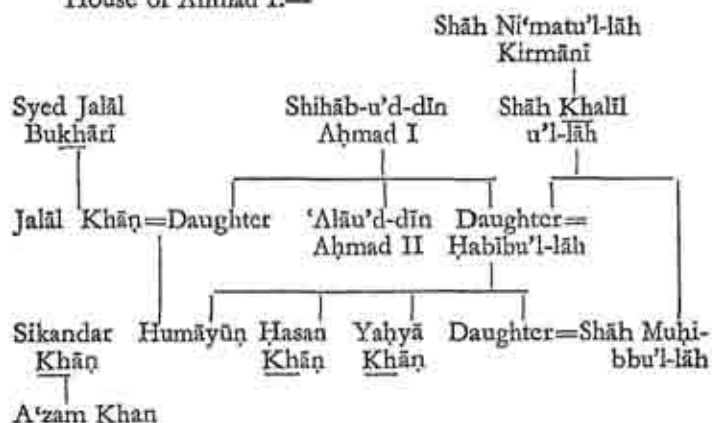 House of Ahmad I.—
Shāh Ni‘matu’l-lāh
Kirmāni
Syed Jalāl Shihāb-u’d-dīn Shāh Khalīl
Bukhārī Aḥmad I u’l-lāh
Jalāl Khāṇ=Daughter ‘Alāu’d-dīn Daughter=
Aḥmad II Ḥabību’l-lāh
Sikandar Humāyūṇ Ḥasan Yaḥyā Daughter=Shāh Muḥi-
Khāṇ Khāṇ Khāṇ bbu’l-lāh
A‘zam Khan